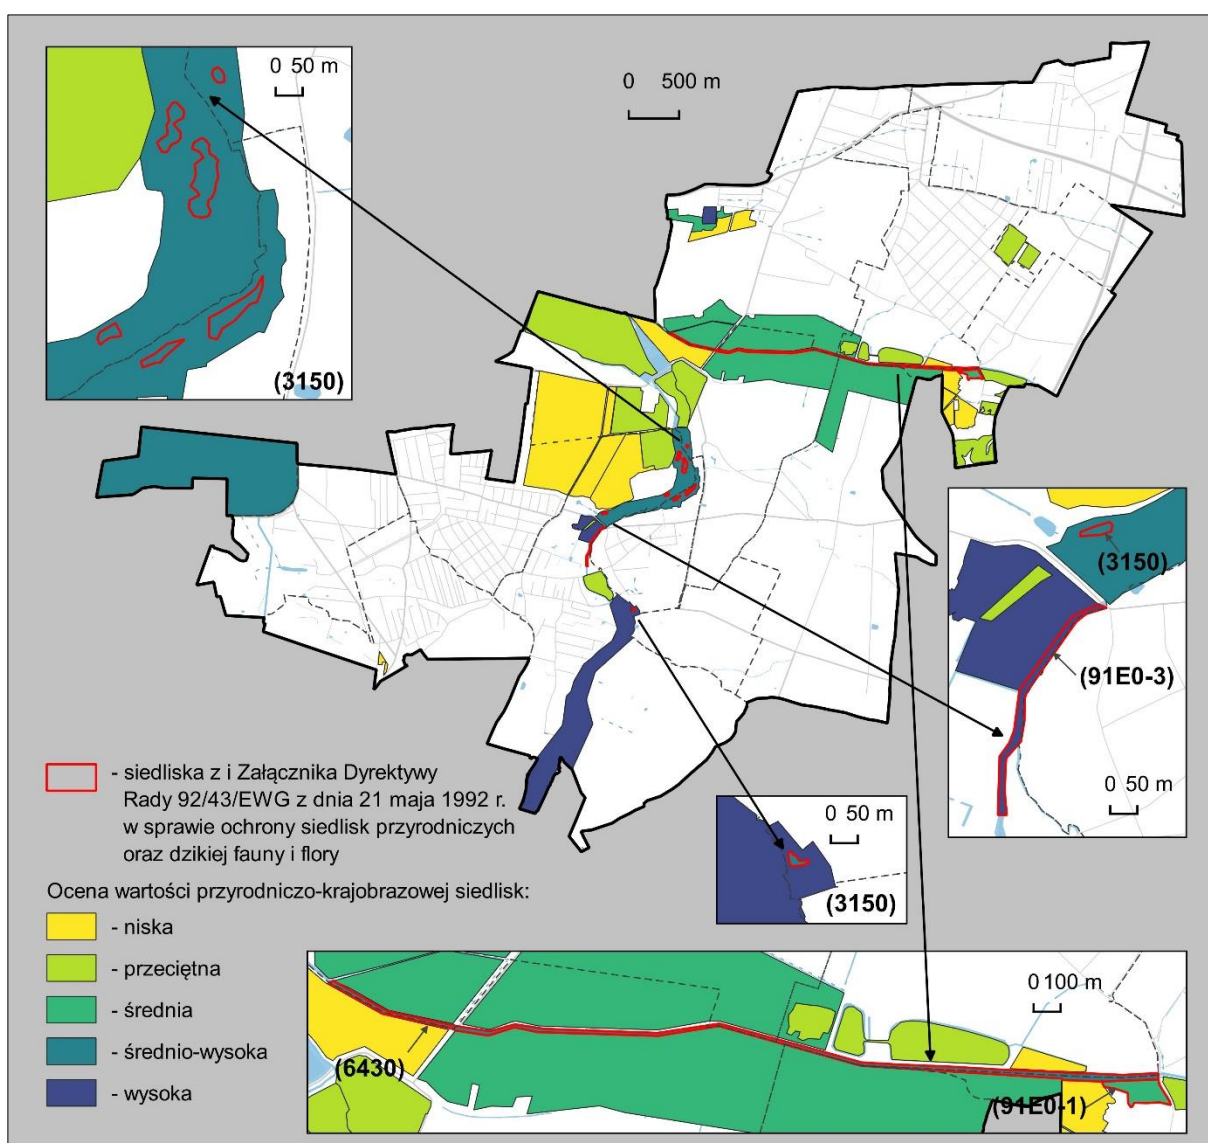 0 50 m
0 500 m
(3150)
(3150)
(91E0-3)
0 50 m
- siedliska z i Załącznika Dyrektywy
Rady 92/43/EWG z dnia 21 maja 1992 r.
w sprawie ochrony siedlisk przyrodniczych
oraz dzikiej fauny i flory
0 50 m
(3150)
Ocena wartości przyrodniczo-krajobrazowej siedlisk:
- niska
- przeciętna
- średnia
- średnio-wysoka
- wysoka
0 100 m
(6430)
(91E0-1)